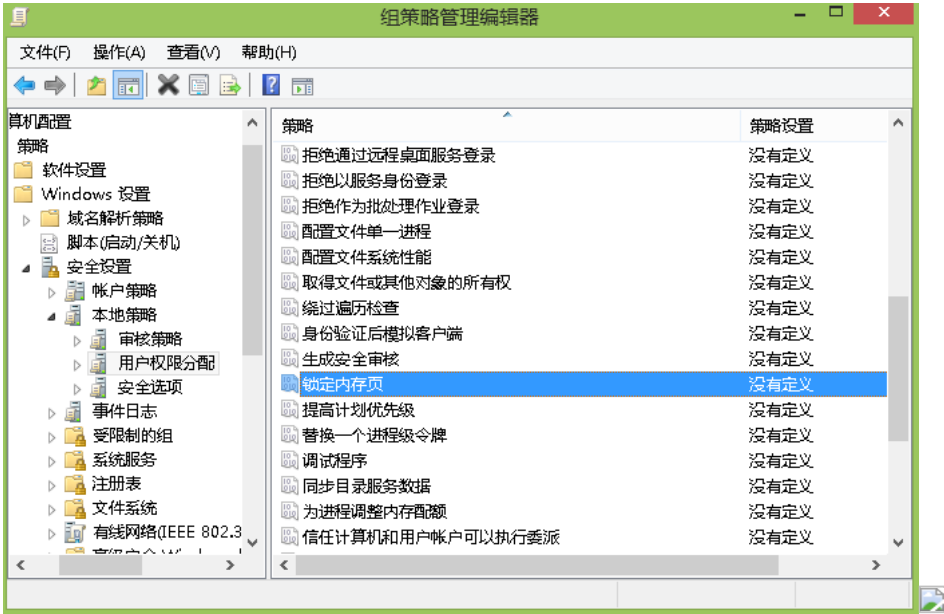 组策略管理编辑器
文件(F) 操作(A) 查看(V) 帮助(H)
算机配置
策略
软件设置
Windows 设置
域名解析策略
脚本(启动/关机)
安全设置
帐户策略
本地策略
审核策略
用户权限分配
安全选项
事件日志
受限制的组
系统服务
注册表
文件系统
有线网络(IEEE 802.3
策略 策略设置
拒绝通过远程桌面服务登录 没有定义
拒绝以服务身份登录 没有定义
拒绝作为批处理作业登录 没有定义
配置文件单一进程 没有定义
配置文件系统性能 没有定义
取得文件或其他对象的所有权 没有定义
绕过遍历检查 没有定义
身份验证后模拟客户端 没有定义
生成安全审核 没有定义
锁定内存页 没有定义
提高计划优先级 没有定义
替换一个进程级令牌 没有定义
调试程序 没有定义
同步目录服务数据 没有定义
为进程调整内存配额 没有定义
信任计算机和用户帐户可以执行委派 没有定义